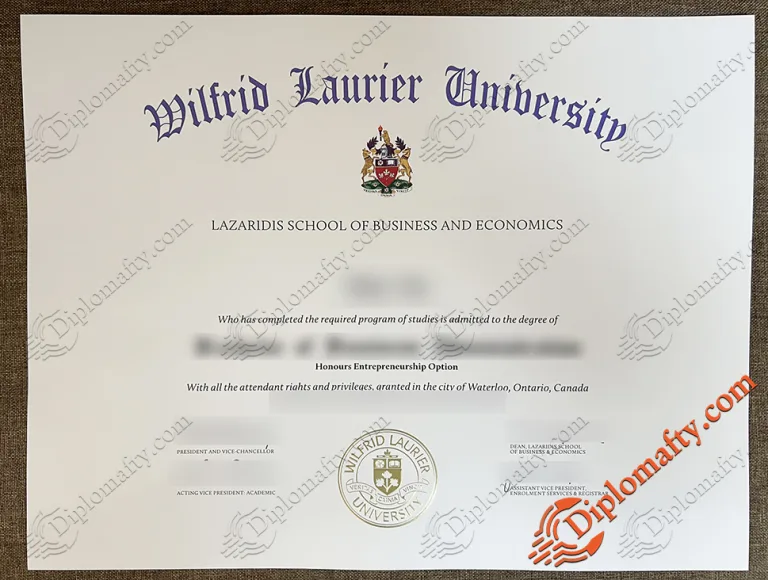 Wilfrid Laurier University
LAZARIDIS SCHOOL OF BUSINESS AND ECONOMICS
Who has completed the required program of studies is admitted to the degree of
Honours Entrepreneurship Option
With all the attendant rights and privileges, granted in the city of Waterloo, Ontario, Canada
PRESIDENT AND VICE-CHANCELLOR
DEAN, LAZARIDIS SCHOOL
OF BUSINESS & ECONOMICS
ACTING VICE PRESIDENT: ACADEMIC
ASSISTANT VICE PRESIDENT,
ENROLMENT SERVICES & REGISTRAR
WILFRID LAURIER
UNIVERSITY
Diplomafty.com